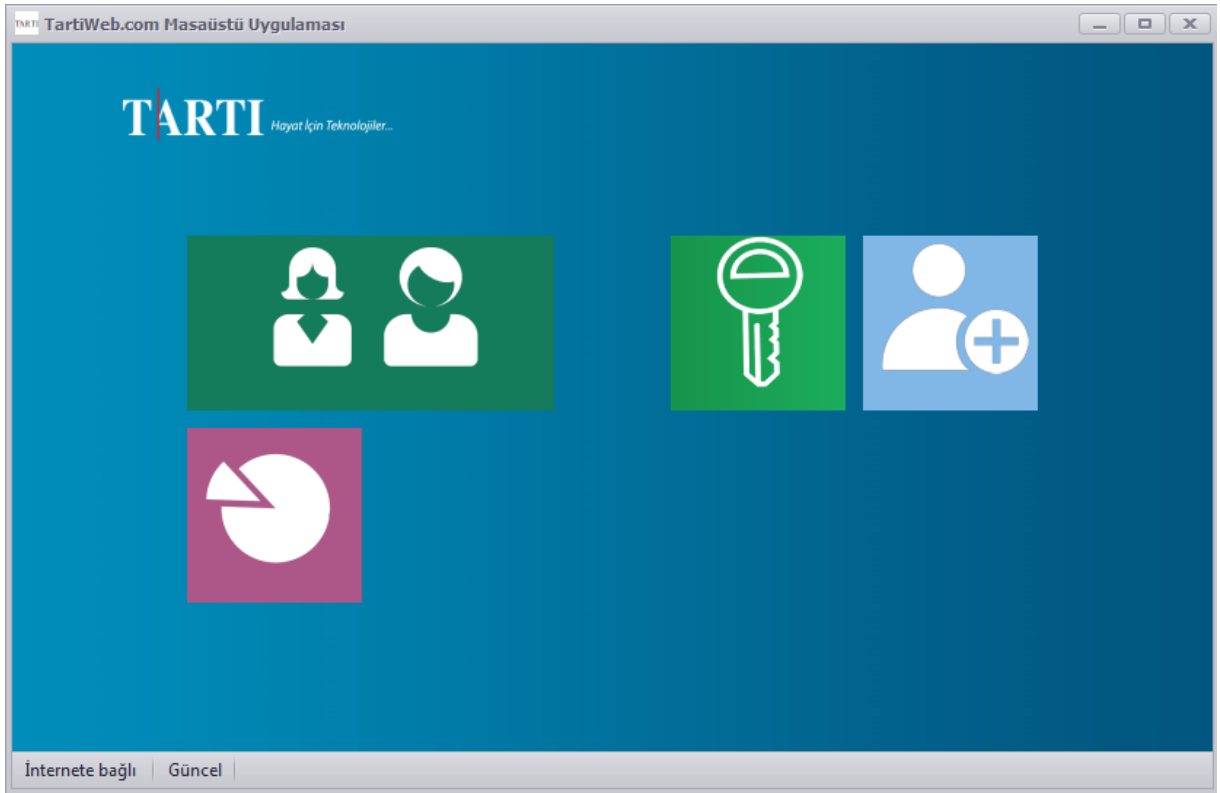 TARTI TartiWeb.com Masaüstü Uygulaması
TARTI Hayat İçin Teknolojiler...
İnternete bağlı Güncel